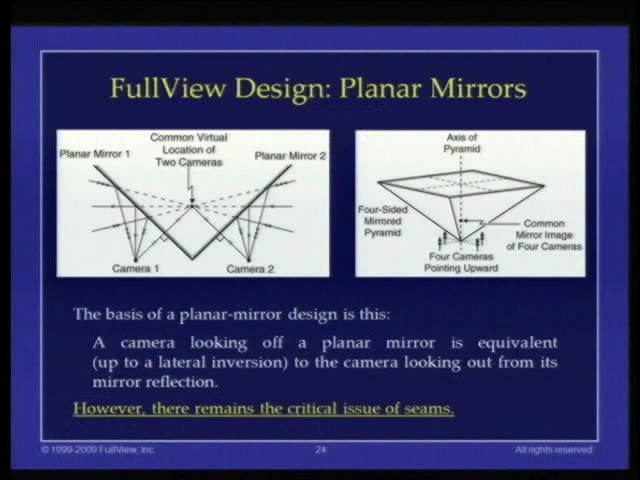 FullView Design: Planar Mirrors
Common Virtual
Location of
Two Cameras
Planar Mirror 1
Planar Mirror 2
Camera 1
Camera 2
Axis of
Pyramid
Four-Sided
Mirrored
Pyramid
Common
Mirror Image
of Four Cameras
Four Cameras
Pointing Upward
The basis of a planar-mirror design is this:
A camera looking off a planar mirror is equivalent
(up to a lateral inversion) to the camera looking out from its
mirror reflection.
However, there remains the critical issue of seams.
© 1999-2009 FullView, Inc.
24
All rights reserved.